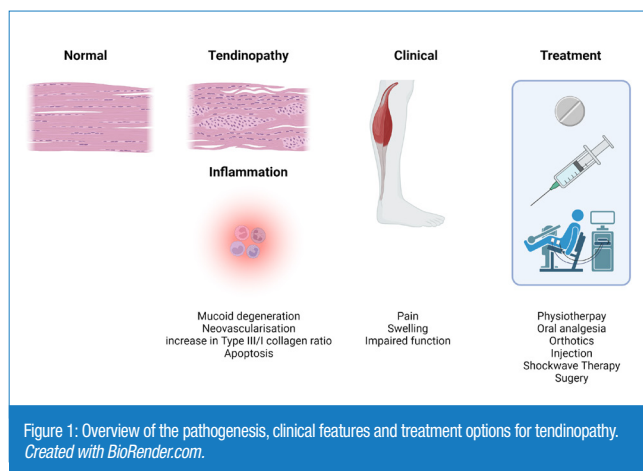 Normal
Tendinopathy
Clinical
Treatment
Inflammation
Mucoid degeneration
Neovascularisation
increase in Type III/I collagen ratio
Apoptosis
Pain
Swelling
Impaired function
Physiotherpay
Oral analgesia
Orthotics
Injection
Shockwave Therapy
Sugery
Figure 1: Overview of the pathogenesis, clinical features and treatment options for tendinopathy.
Created with BioRender.com.